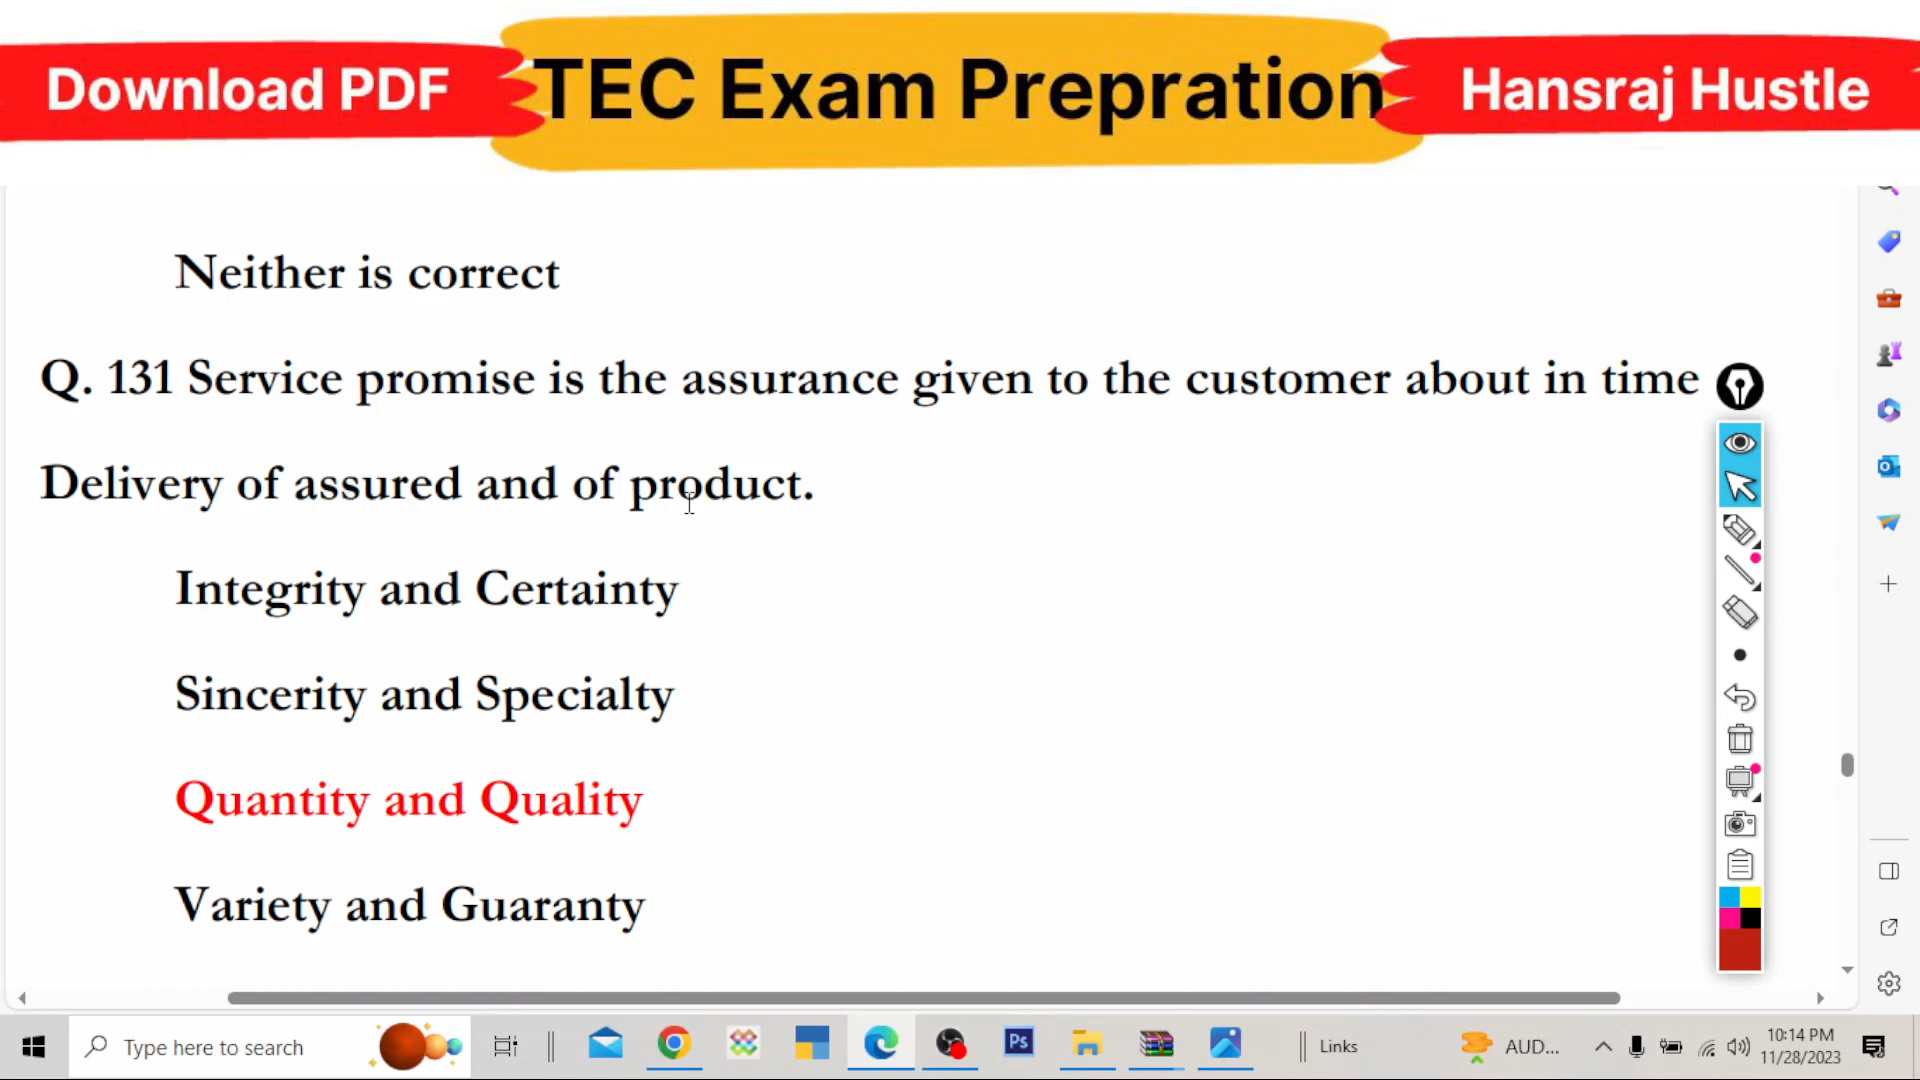 Download PDF
TEC Exam Prepration
Hansraj Hustle
Neither is correct
Q. 131 Service promise is the assurance given to the customer about in time
Delivery of assured and of product.
Integrity and Certainty
Sincerity and Specialty
Quantity and Quality
Variety and Guaranty
Type here to search
Ps
Links
AUD...
10:14 PM
11/28/2023